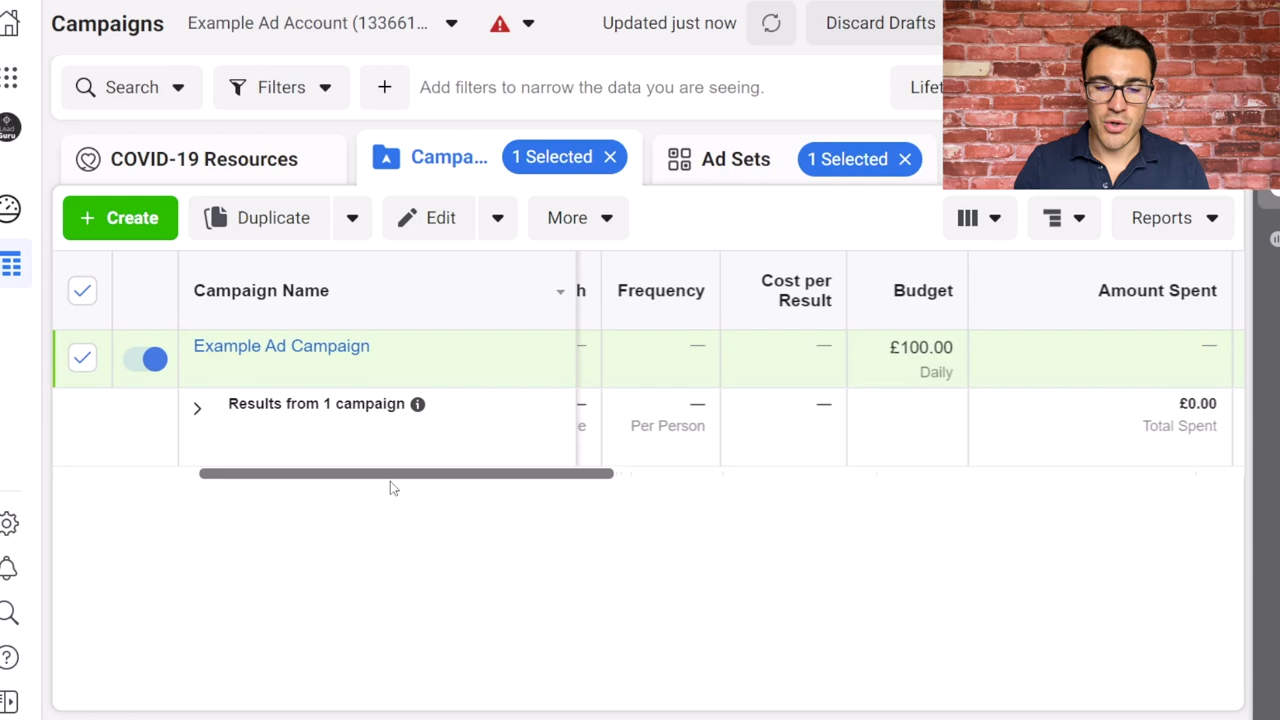 Campaigns
Example Ad Account (133661...
Updated just now
Discard Drafts
Search
Filters
Add filters to narrow the data you are seeing.
COVID-19 Resources
Campa...
1 Selected
Ad Sets
1 Selected
+ Create
Duplicate
Edit
More
Reports
Campaign Name
h
Frequency
Cost per
Result
Budget
Amount Spent
Example Ad Campaign
—
—
—
£100.00
Daily
—
Results from 1 campaign
—
e
—
Per Person
—
£0.00
Total Spent